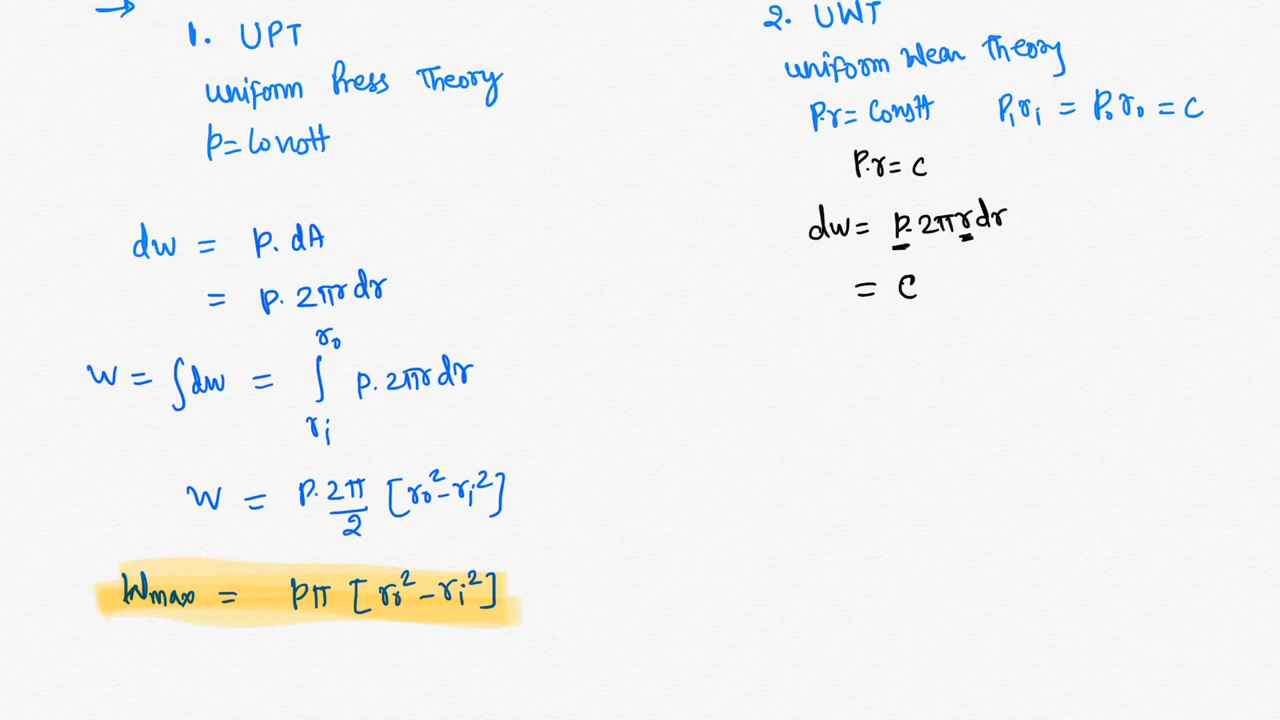 →
1. UPT
uniform Press Theory
p = Constt
dw = p. dA
= p. 2πr dr
W = ∫dw = ∫ p. 2πr dr
r₀
rᵢ
W = p. 2π/2 [r₀² - rᵢ²]
Wmax = pπ [r₀² - rᵢ²]
2. UWT
uniform Wear Theory
P.r = Constt P₁rᵢ = P₀r₀ = C
P.r = C
dw = p. 2πr dr
= C